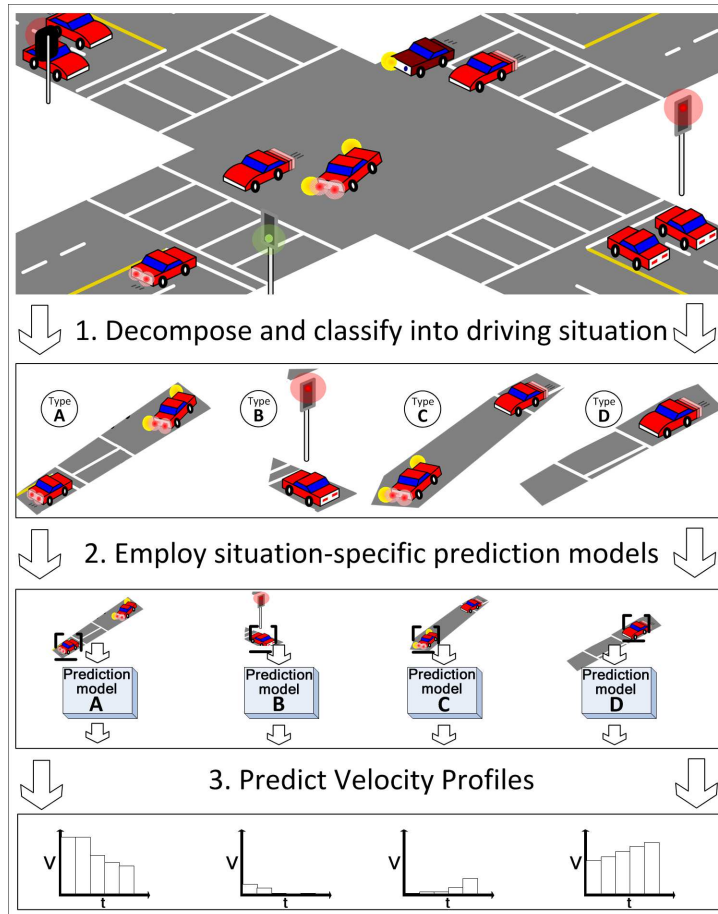 1. Decompose and classify into driving situation
Type
A
Type
B
Type
C
Type
D
2. Employ situation-specific prediction models
Prediction
model
A
Prediction
model
B
Prediction
model
C
Prediction
model
D
3. Predict Velocity Profiles
V
t
V
t
V
t
V
t